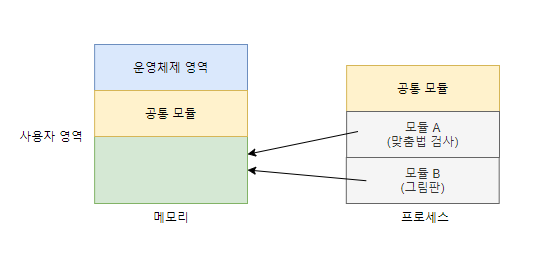 운영체제 영역
공통 모듈
사용자 영역
메모리
공통 모듈
모듈 A
(맞춤법 검사)
모듈 B
(그림판)
프로세스